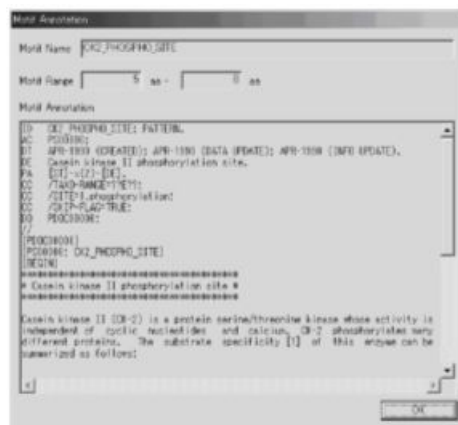 Motif Annotation
Motif Name CK2_PHOSPHO_SITE
Motif Range 5 aa - 8 aa
Motif Annotation
ID CK2_PHOSPHO_SITE; PATTERN.
AC
DT APR-1990 (CREATED); APR-1990 (DATA UPDATE); APR-1990 (INFO UPDATE).
DE Casein kinase II phosphorylation site.
PA [ST]-x(2)-[DE].
CC /TAXO-RANGE=??E??;
CC /SITE=1,phosphorylation;
CC /SKIP-FLAG=TRUE;
DO
//
CK2_PHOSPHO_SITE}
{BEGIN}
* Casein kinase II phosphorylation site *
Casein kinase II (CK-2) is a protein serine/threonine kinase whose activity is
independent of cyclic nucleotides and calcium. CK-2 phosphorylates many
different proteins. The substrate specificity [1] of this enzyme can be
summarized as follows:
OK